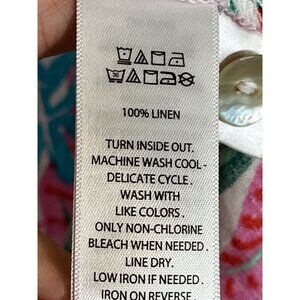 100% LINEN
TURN INSIDE OUT.
MACHINE WASH COOL -
DELICATE CYCLE.
WASH WITH
LIKE COLORS.
ONLY NON-CHLORINE
BLEACH WHEN NEEDED.
LINE DRY.
LOW IRON IF NEEDED.
IRON ON REVERSE